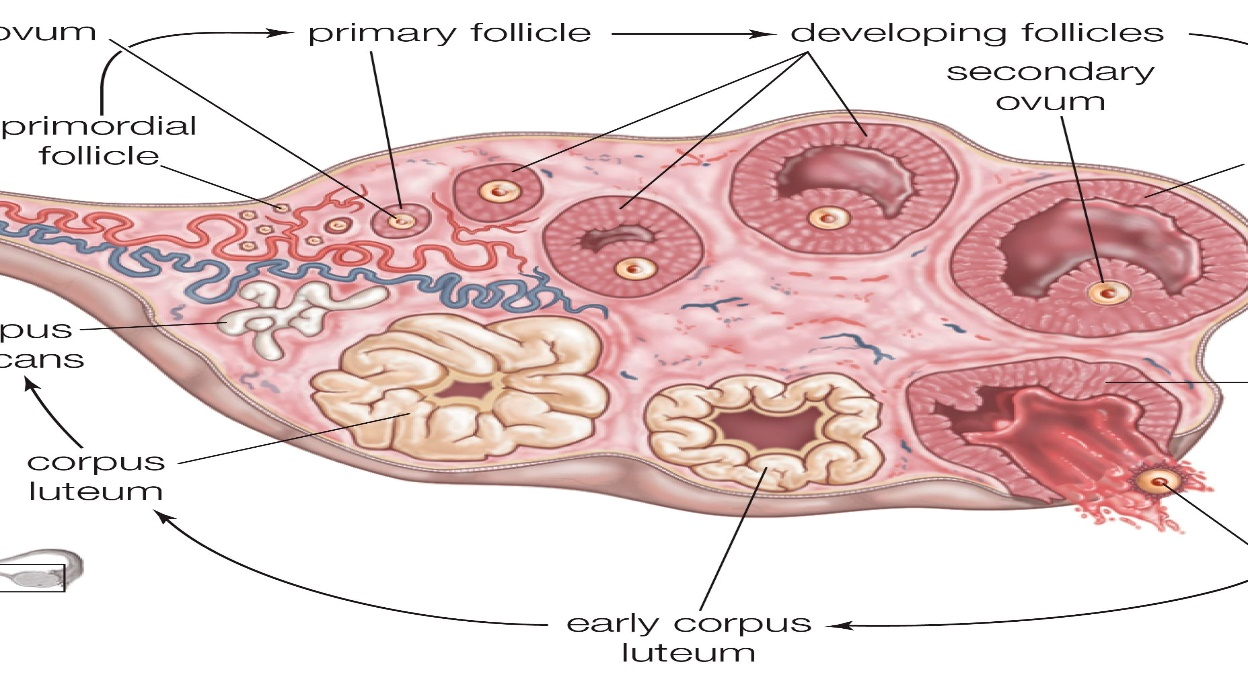 ovum
primary follicle
developing follicles
secondary
ovum
primordial
follicle
pus
cans
corpus
luteum
early corpus
luteum